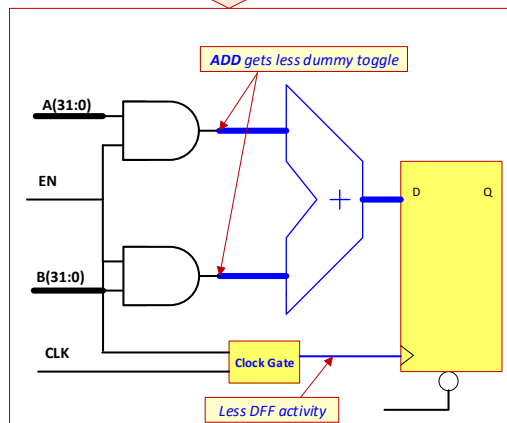 ADD gets less dummy toggle
A(31:0)
EN
+
D
Q
B(31:0)
CLK
Clock Gate
Less DFF activity